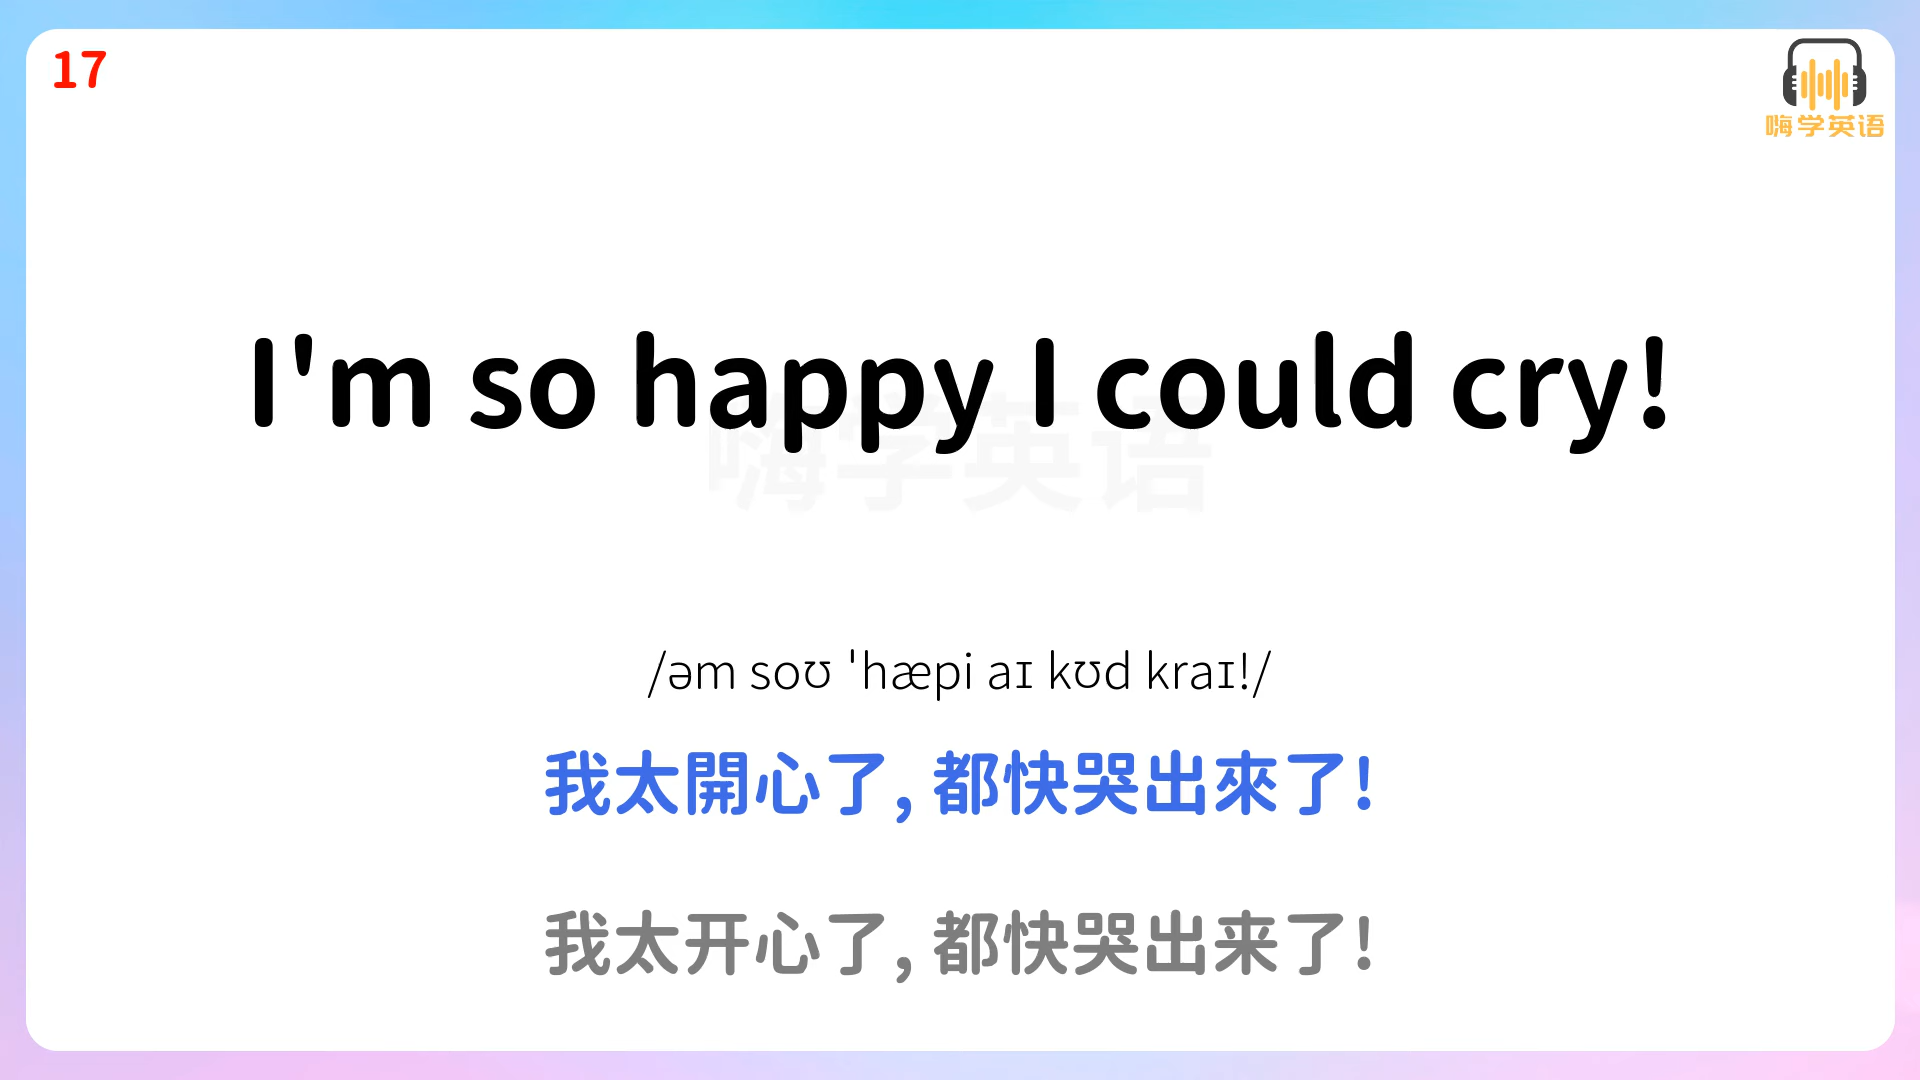 17
嗨学英语
I'm so happy I could cry!
嗨学英语
/əm soʊ ˈhæpi aɪ kʊd kraɪ!/
我太開心了, 都快哭出來了!
我太开心了, 都快哭出来了!